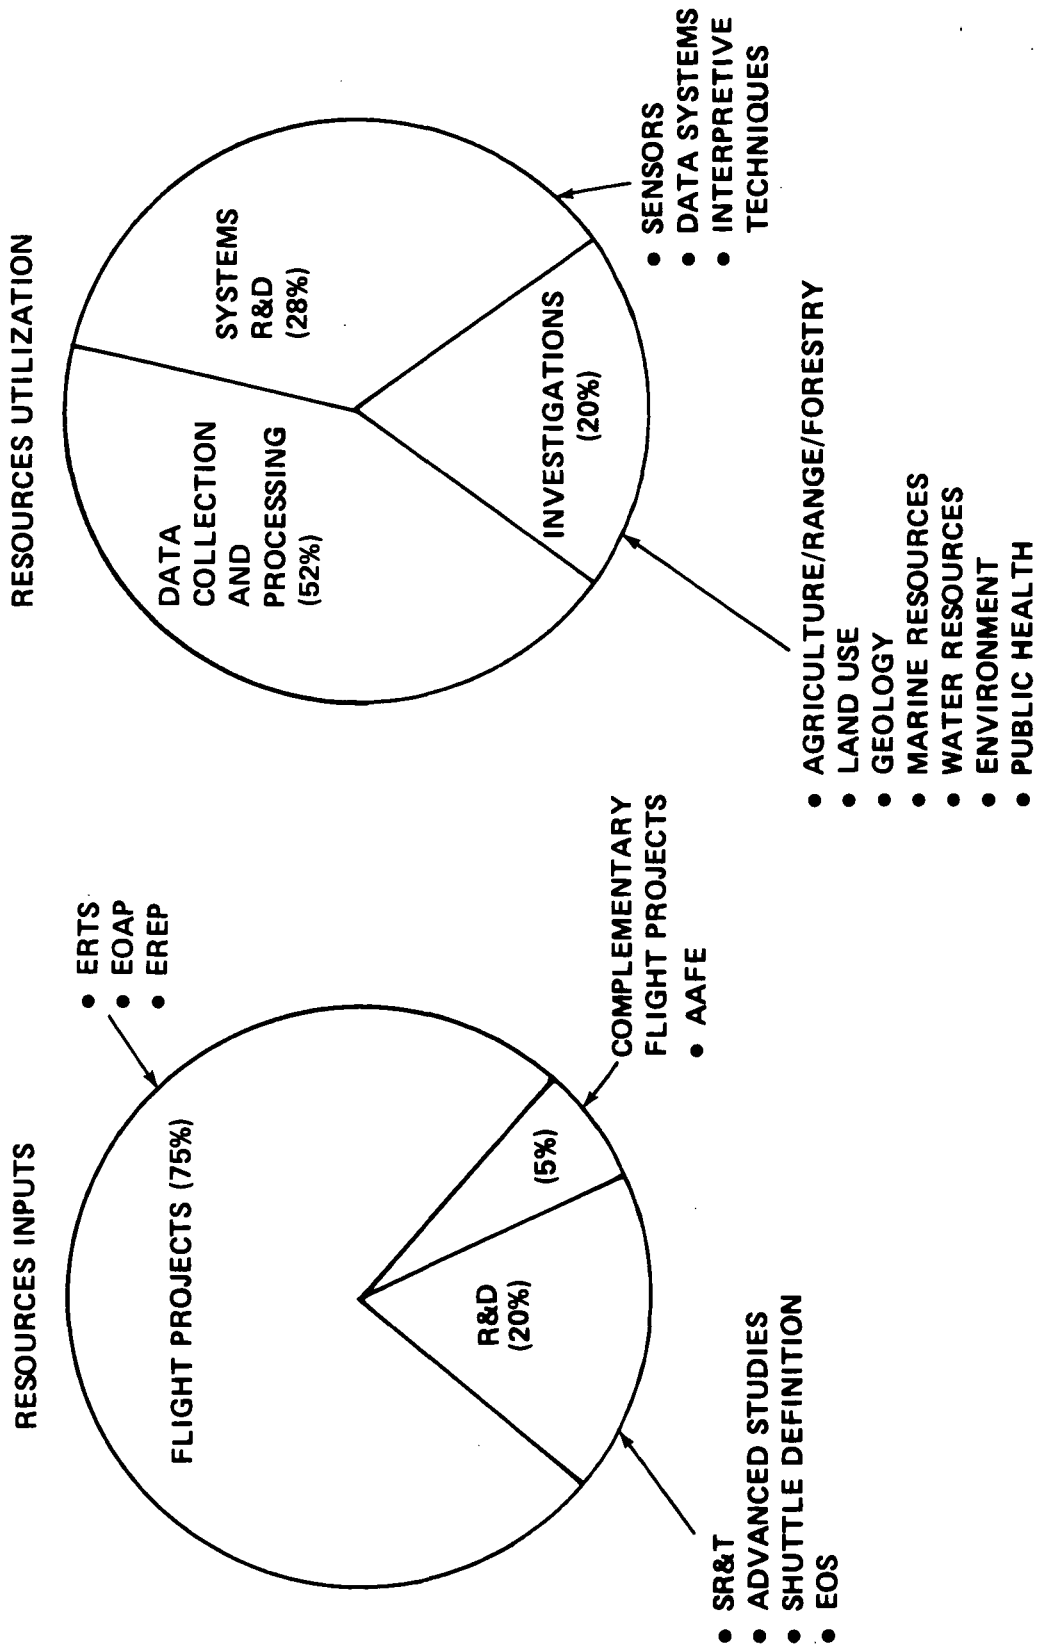 RESOURCES INPUTS
FLIGHT PROJECTS (75%)
• ERTS
• EOAP
• EREP
(5%)
COMPLEMENTARY
FLIGHT PROJECTS
• AAFE
R&D
(20%)
• SR&T
• ADVANCED STUDIES
• SHUTTLE DEFINITION
• EOS
RESOURCES UTILIZATION
DATA
COLLECTION
AND
PROCESSING
(52%)
SYSTEMS
R&D
(28%)
• SENSORS
• DATA SYSTEMS
• INTERPRETIVE
TECHNIQUES
INVESTIGATIONS
(20%)
• AGRICULTURE/RANGE/FORESTRY
• LAND USE
• GEOLOGY
• MARINE RESOURCES
• WATER RESOURCES
• ENVIRONMENT
• PUBLIC HEALTH